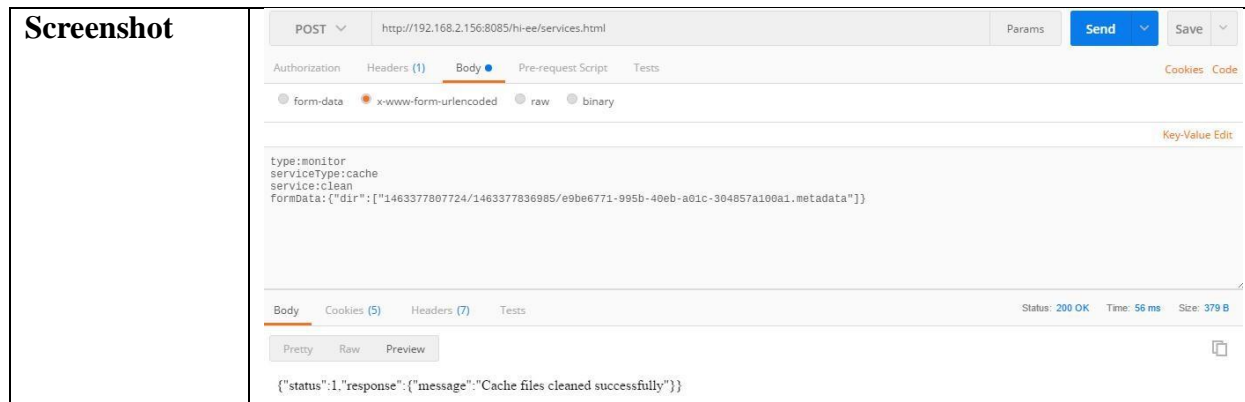 Screenshot
POST http://192.168.2.156:8085/hi-ee/services.html Params Send Save
Authorization Headers (1) Body Pre-request Script Tests Cookies Code
form-data x-www-form-urlencoded raw binary
Key-Value Edit
type:monitor
serviceType:cache
service:clean
formData:{"dir":["1463377807724/1463377836985/e9be6771-995b-40eb-a01c-304857a100a1.metadata"]}
Body Cookies (5) Headers (7) Tests Status: 200 OK Time: 56 ms Size: 379 B
Pretty Raw Preview
{"status":1,"response":{"message":"Cache files cleaned successfully"}}